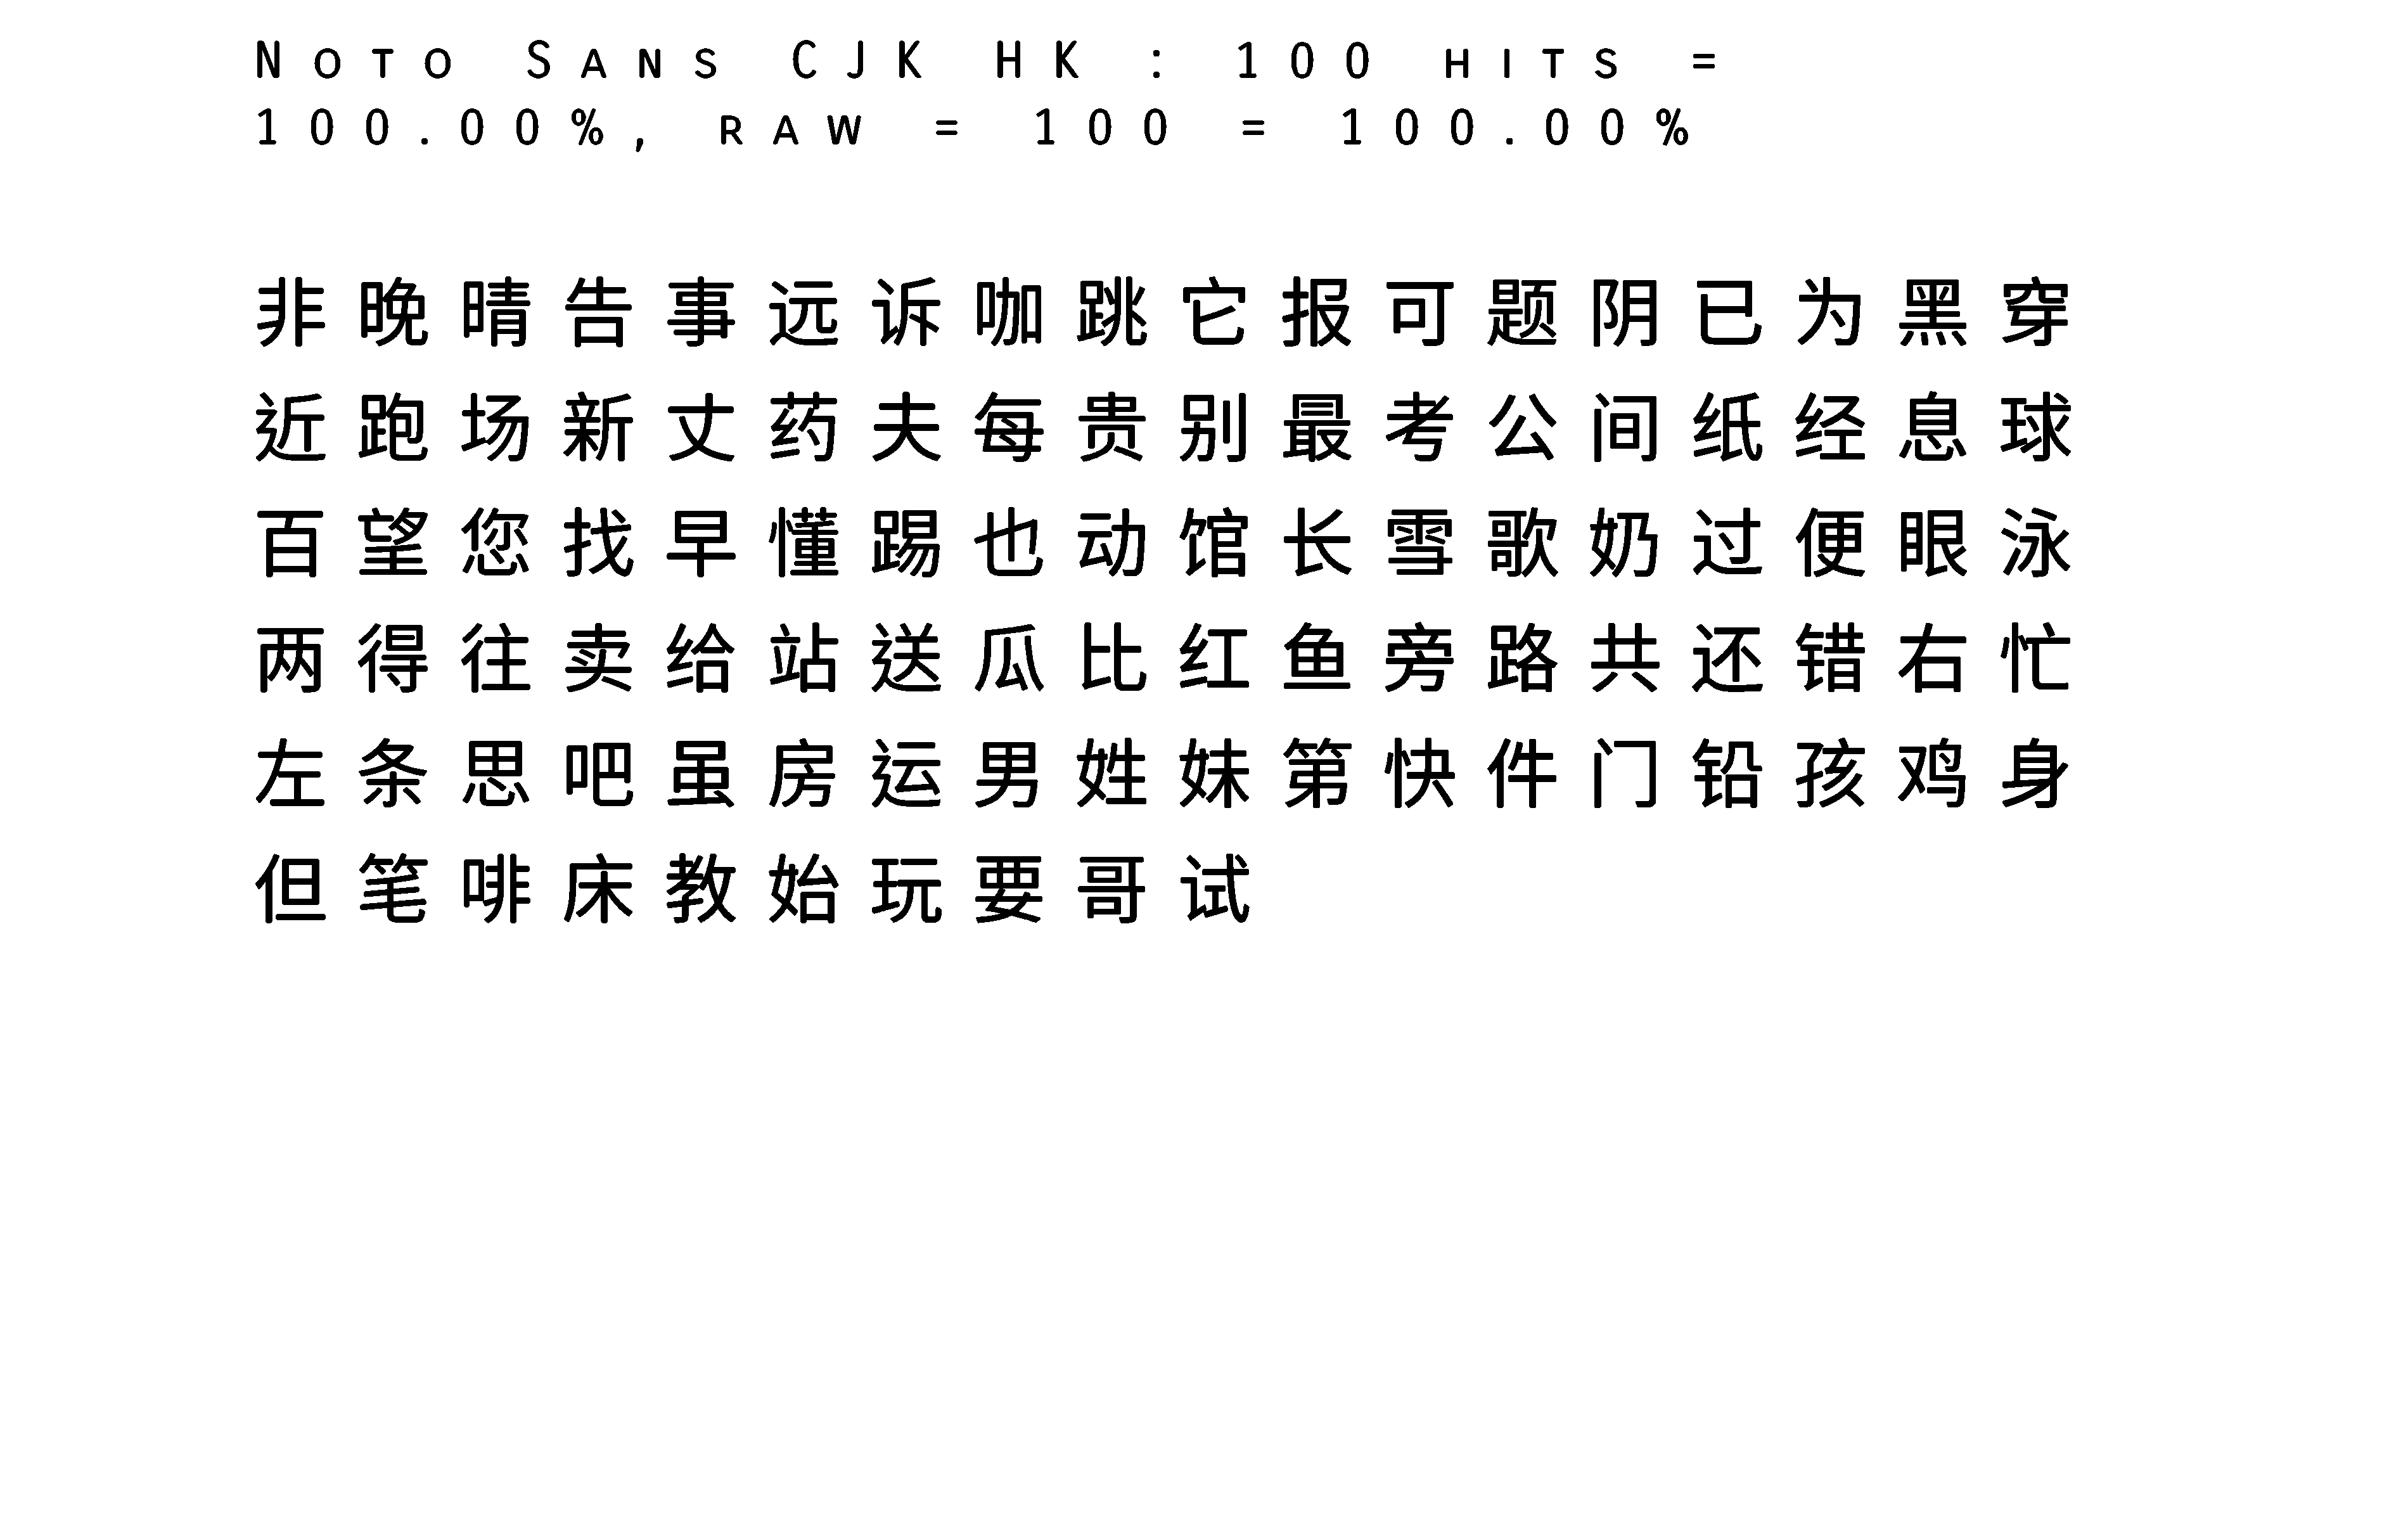 Noto Sans CJK HK : 100 hits =
100.00%, raw = 100 = 100.00%
非晚晴告事远诉咖跳它报可题阴已为黑穿
近跑场新丈药夫每贵别最考公间纸经息球
百望您找早懂踢也动馆长雪歌奶过便眼泳
两得往卖给站送瓜比红鱼旁路共还错右忙
左条思吧虽房运男姓妹第快件门铅孩鸡身
但笔啡床教始玩要哥试